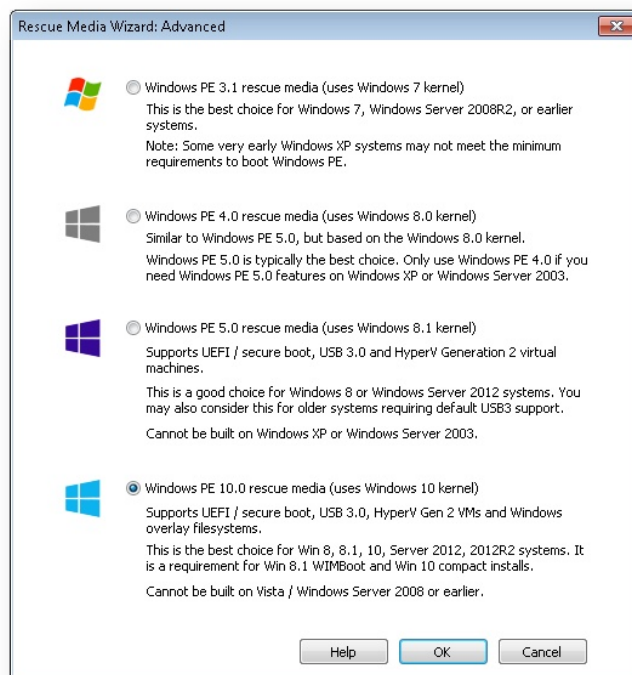 Rescue Media Wizard: Advanced
Windows PE 3.1 rescue media (uses Windows 7 kernel)
This is the best choice for Windows 7, Windows Server 2008R2, or earlier
systems.
Note: Some very early Windows XP systems may not meet the minimum
requirements to boot Windows PE.
Windows PE 4.0 rescue media (uses Windows 8.0 kernel)
Similar to Windows PE 5.0, but based on the Windows 8.0 kernel.
Windows PE 5.0 is typically the best choice. Only use Windows PE 4.0 if you
need Windows PE 5.0 features on Windows XP or Windows Server 2003.
Windows PE 5.0 rescue media (uses Windows 8.1 kernel)
Supports UEFI / secure boot, USB 3.0 and HyperV Generation 2 virtual
machines.
This is a good choice for Windows 8 or Windows Server 2012 systems. You
may also consider this for older systems requiring default USB3 support.
Cannot be built on Windows XP or Windows Server 2003.
Windows PE 10.0 rescue media (uses Windows 10 kernel)
Supports UEFI / secure boot, USB 3.0, HyperV Gen 2 VMs and Windows
overlay filesystems.
This is the best choice for Win 8, 8.1, 10, Server 2012, 2012R2 systems. It
is a requirement for Win 8.1 WIMBoot and Win 10 compact installs.
Cannot be built on Vista / Windows Server 2008 or earlier.
Help OK Cancel